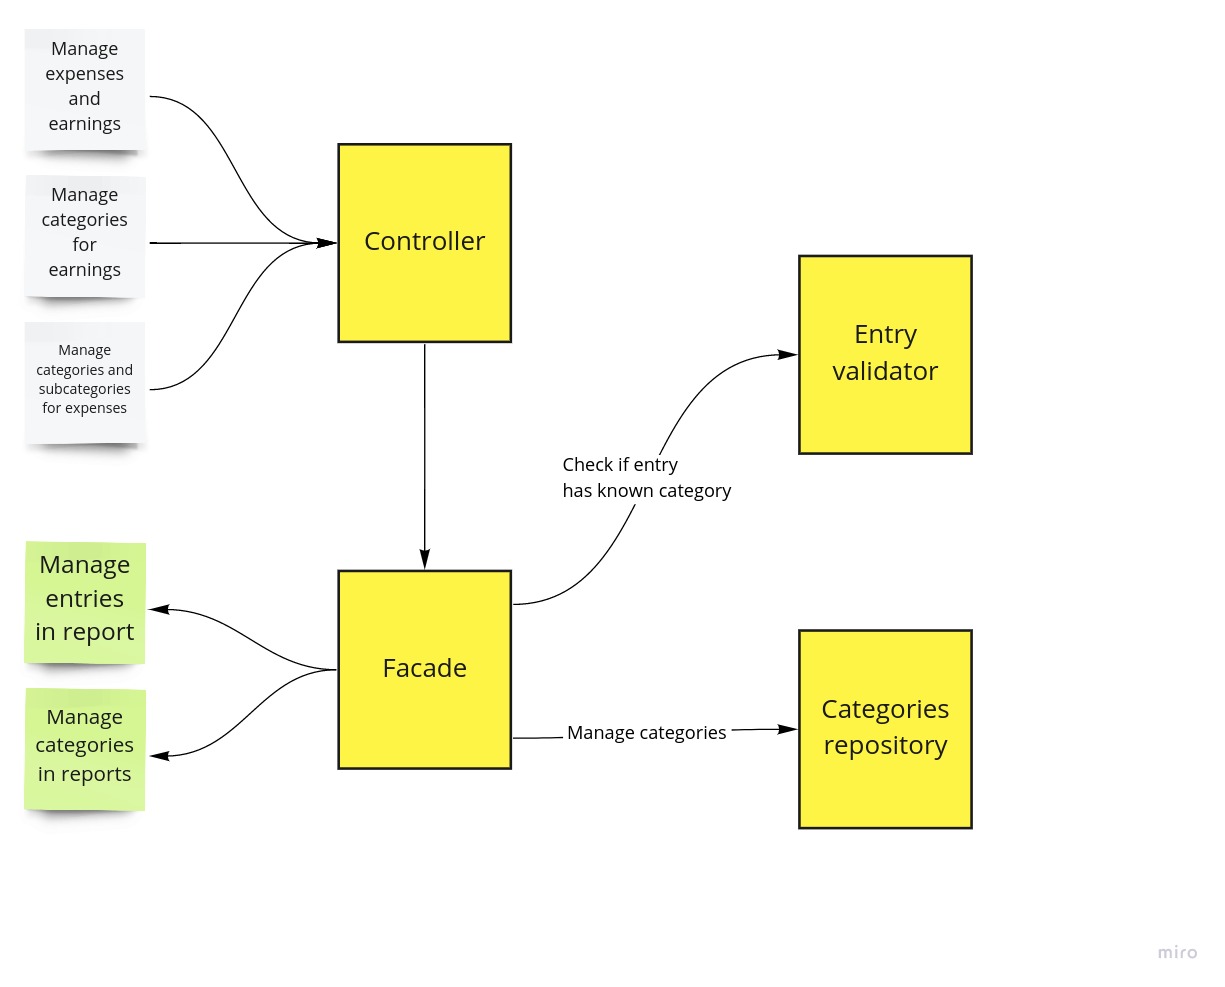 Manage
expenses
and
earnings
Manage
categories
for
earnings
Manage
categories and
subcategories
for expenses
Controller
Entry
validator
Check if entry
has known category
Manage
entries
in report
Manage
categories
in reports
Facade
Manage categories
Categories
repository
miro